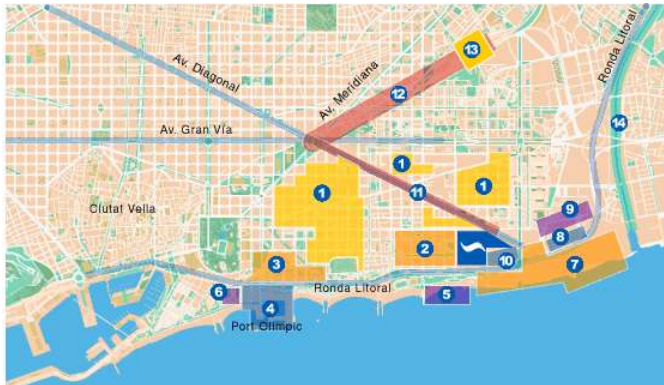 13
Ronda Litoral
Av. Diagonal
Av. Meridiana
12
14
Av. Gran Vía
1
1
1
11
Ciutat Vella
9
8
2
10
3
7
Ronda Litoral
6
5
4
Port Olímpic